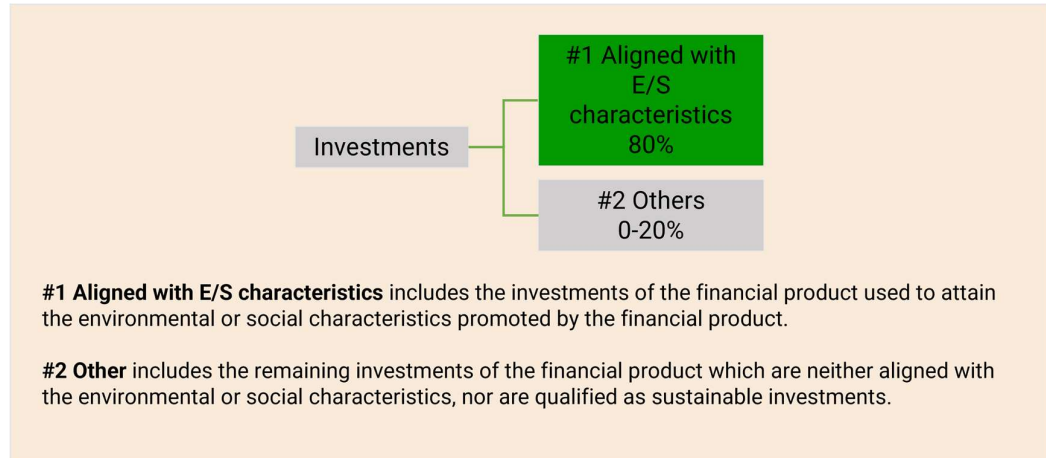 #1 Aligned with
E/S
characteristics
80%
Investments
#2 Others
0-20%
#1 Aligned with E/S characteristics includes the investments of the financial product used to attain
the environmental or social characteristics promoted by the financial product.
#2 Other includes the remaining investments of the financial product which are neither aligned with
the environmental or social characteristics, nor are qualified as sustainable investments.